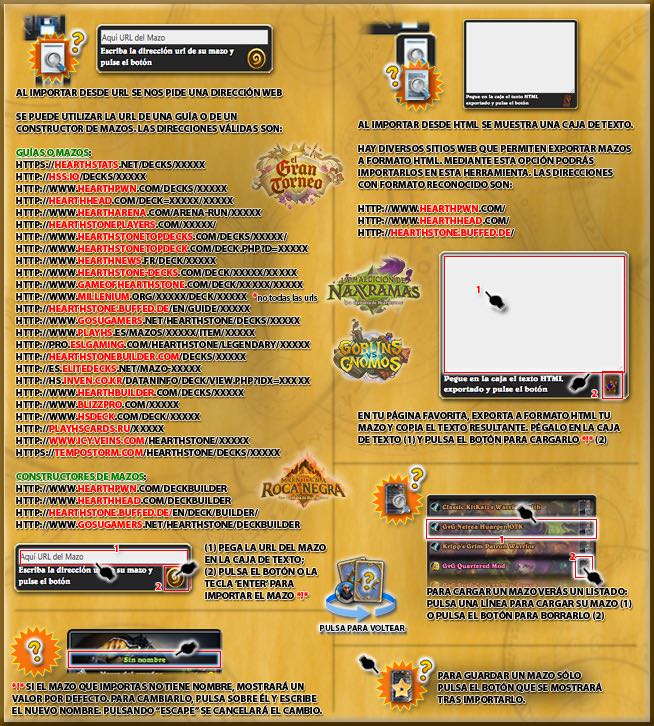 Aquí URL del Mazo
Escriba la dirección url de su mazo y
pulse el botón
AL IMPORTAR DESDE URL SE NOS PIDE UNA DIRECCIÓN WEB
SE PUEDE UTILIZAR LA URL DE UNA GUÍA O DE UN
CONSTRUCTOR DE MAZOS. LAS DIRECCIONES VÁLIDAS SON:
GUÍAS O MAZOS:
HTTPS://HEARTHSTATS.NET/DECKS/XXXXX
HTTP://HSS.IO/DECKS/XXXXX
HTTP://WWW.HEARTHPWN.COM/DECKS/XXXXX
HTTP://HEARTHHEAD.COM/DECK=XXXXX/XXXXX
HTTP://WWW.HEARTHARENA.COM/ARENA-RUN/XXXXX
HTTP://HEARTHSTONEPLAYERS.COM/XXXXX/
HTTP://WWW.HEARTHSTONETOPDECKS.COM/DECKS/XXXXX/
HTTP://WWW.HEARTHSTONETOPDECK.COM/DECK.PHP?D=XXXXX
HTTP://WWW.HEARTHNEWS.FR/DECK/XXXXX
HTTP://WWW.HEARTHSTONE-DECKS.COM/DECK/XXXXX/XXXXX
HTTP://WWW.GAMEOFHEARTHSTONE.COM/XXXXX/XXXXX/XXXXX
HTTP://WWW.MILLENIUM.ORG/XXXXX/DECK/XXXXX *no todas las urls
HTTP://HEARTHSTONE.BUFFED.DE/EN/GUIDE/XXXXX
HTTP://WWW.GOSUGAMERS.NET/HEARTHSTONE/DECKS/XXXXX
HTTP://WWW.PLAYHS.ES/MAZOS/XXXXX/ITEM/XXXXX
HTTP://PRO.ESLGAMING.COM/HEARTHSTONE/LEGENDARY/XXXXX
HTTP://HEARTHSTONEBUILDER.COM/DECKS/XXXXX
HTTP://ES.ELITEDECKS.NET/MAZO-XXXXX
HTTP://HS.INVEN.CO.KR/DATANINFO/DECK/VIEW.PHP?IDX=XXXXX
HTTP://WWW.HEARTHBUILDER.COM/DECKS/XXXXX
HTTP://WWW.BLIZZPRO.COM/XXXXX
HTTP://WWW.HSDECK.COM/DECK/XXXXX
HTTP://PLAYHSCARDS.RU/XXXXX
HTTP://WWW.ICY-VEINS.COM/HEARTHSTONE/XXXXX
HTTPS://TEMPOSTORM.COM/HEARTHSTONE/DECKS/XXXXX
CONSTRUCTORES DE MAZOS:
HTTP://WWW.HEARTHPWN.COM/DECKBUILDER
HTTP://WWW.HEARTHHEAD.COM/DECKBUILDER
HTTP://HEARTHSTONE.BUFFED.DE/EN/DECK/BUILDER/
HTTP://WWW.GOSUGAMERS.NET/HEARTHSTONE/DECKBUILDER
Aquí URL del Mazo 1
Escriba la dirección url de su mazo y
pulse el botón 2
(1) PEGA LA URL DEL MAZO
EN LA CAJA DE TEXTO;
(2) PULSA EL BOTÓN O LA
TECLA 'ENTER' PARA
IMPORTAR EL MAZO *!*
Sin nombre
*!* SI EL MAZO QUE IMPORTAS NO TIENE NOMBRE, MOSTRARÁ UN
VALOR POR DEFECTO. PARA CAMBIARLO, PULSA SOBRE ÉL Y ESCRIBE
EL NUEVO NOMBRE. PULSANDO "ESCAPE" SE CANCELARÁ EL CAMBIO.
el
Gran
Torneo
LA MALDICIÓN DE
NAXXRAMAS
GOBLINS
VS
GNOMOS
ROCA NEGRA
PULSA PARA VOLTEAR
Pegue en la caja el texto HTML
exportado y pulse el botón
AL IMPORTAR DESDE HTML SE MUESTRA UNA CAJA DE TEXTO.
HAY DIVERSOS SITIOS WEB QUE PERMITEN EXPORTAR MAZOS
A FORMATO HTML. MEDIANTE ESTA OPCIÓN PODRÁS
IMPORTARLOS EN ESTA HERRAMIENTA. LAS DIRECCIONES
CON FORMATO RECONOCIDO SON:
HTTP://WWW.HEARTHPWN.COM/
HTTP://WWW.HEARTHHEAD.COM/
HTTP://HEARTHSTONE.BUFFED.DE/
1
Pegue en la caja el texto HTML
exportado y pulse el botón 2
EN TU PÁGINA FAVORITA, EXPORTA A FORMATO HTML TU
MAZO Y COPIA EL TEXTO RESULTANTE. PÉGALO EN LA CAJA
DE TEXTO (1) Y PULSA EL BOTÓN PARA CARGARLO *!* (2)
Classic KitKatz's Warrior
GvG Neirea Huargen OTK
1
Kripp's Grim Patron Warrior
2
GvG Quartered Mod
PARA CARGAR UN MAZO VERÁS UN LISTADO:
PULSA UNA LÍNEA PARA CARGAR SU MAZO (1)
O PULSA EL BOTÓN PARA BORRARLO (2)
PARA GUARDAR UN MAZO SÓLO
PULSA EL BOTÓN QUE SE MOSTRARÁ
TRAS IMPORTARLO.